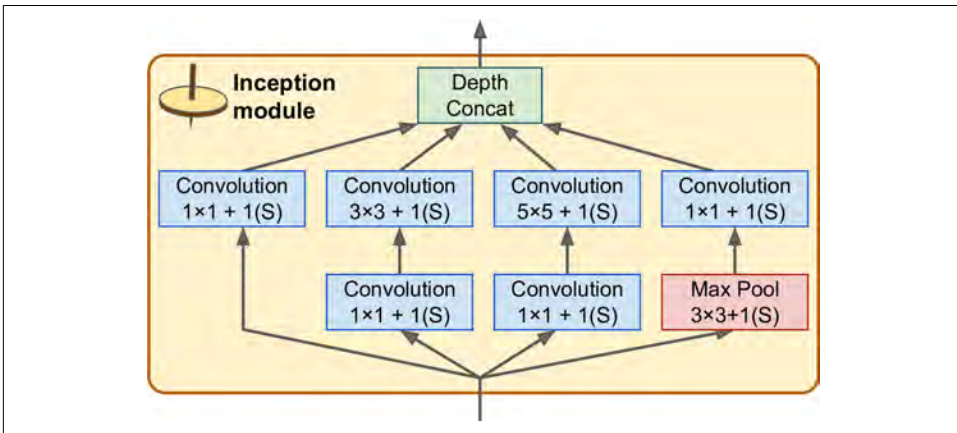 Inception
module
Depth
Concat
Convolution
1×1 + 1(S)
Convolution
3×3 + 1(S)
Convolution
5×5 + 1(S)
Convolution
1×1 + 1(S)
Convolution
1×1 + 1(S)
Convolution
1×1 + 1(S)
Max Pool
3×3+1(S)